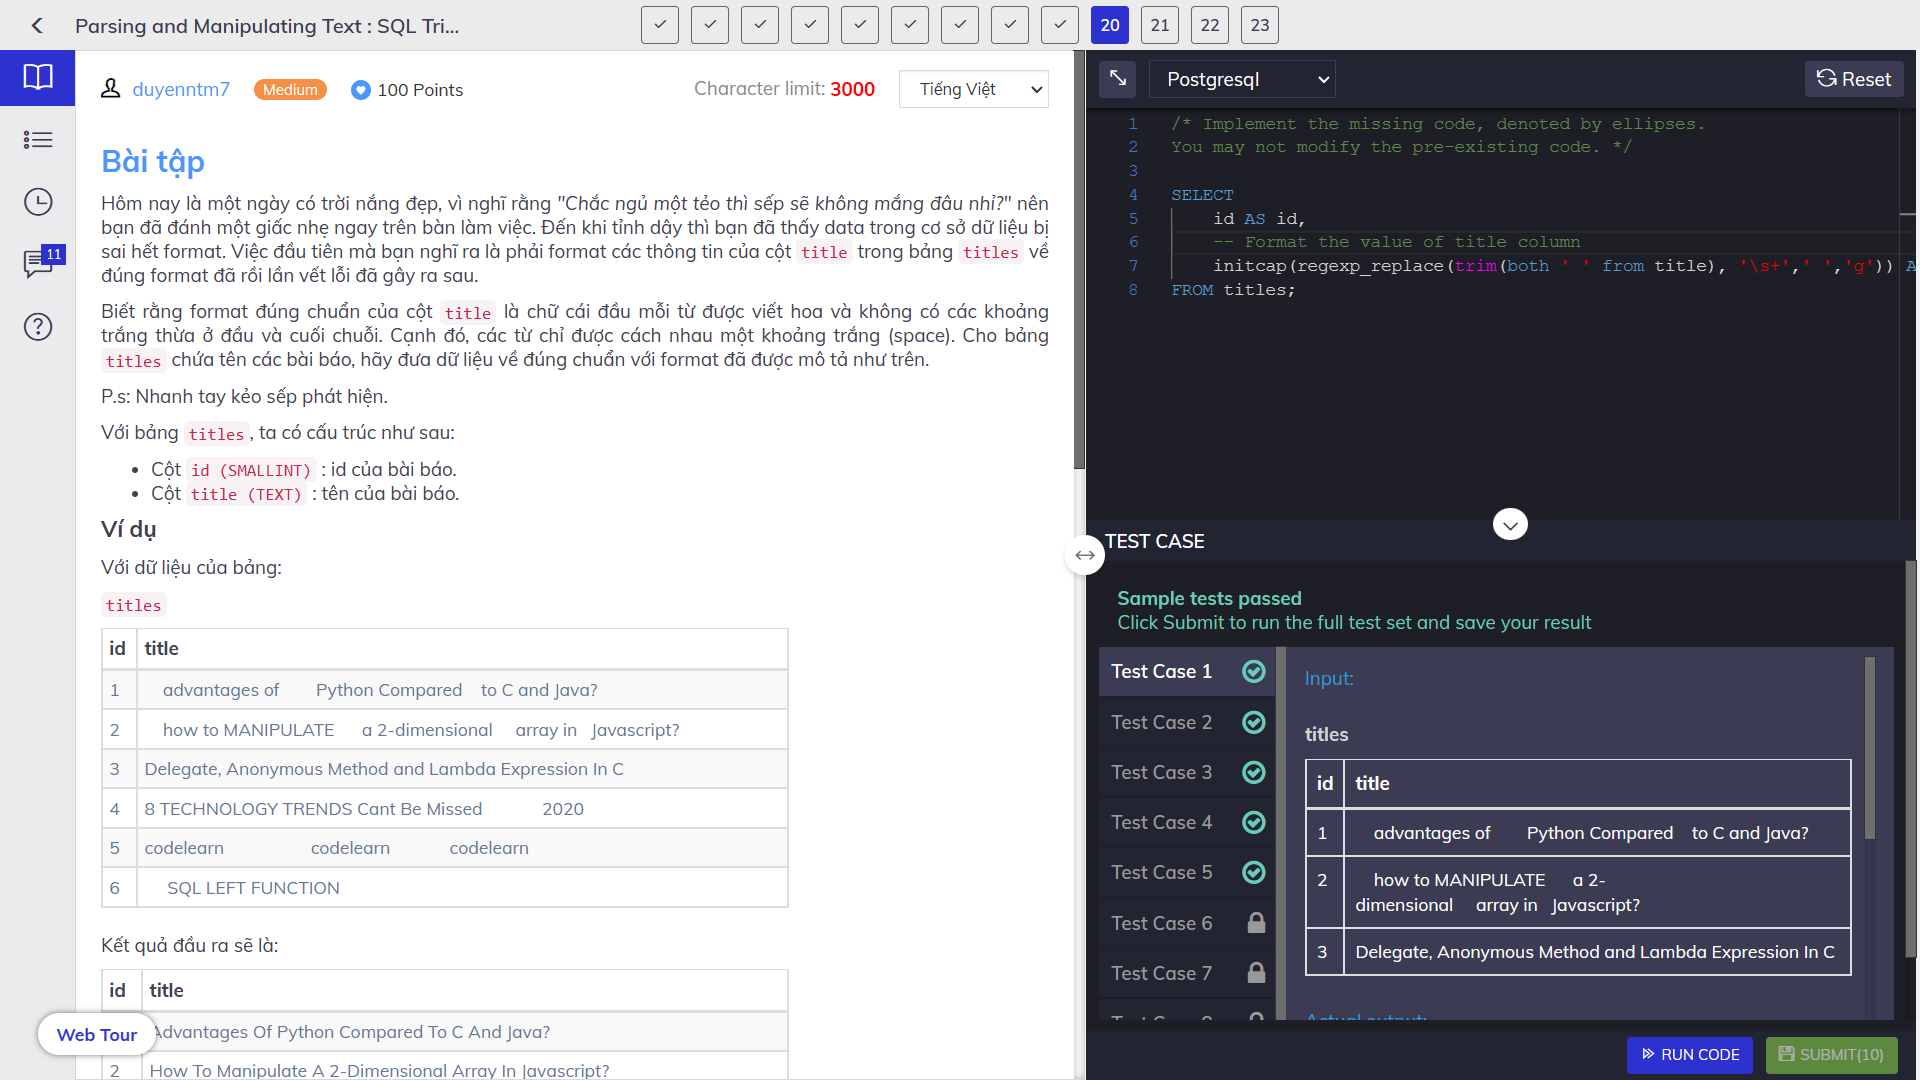 Parsing and Manipulating Text : SQL Tri...
20
21
22
23
duyenntm7
Medium
100 Points
Character limit: 3000
Tiếng Việt
11
Bài tập
Hôm nay là một ngày có trời nắng đẹp, vì nghĩ rằng "Chắc ngủ một tẻo thì sếp sẽ không mắng đâu nhỉ?" nên
bạn đã đánh một giấc nhẹ ngay trên bàn làm việc. Đến khi tỉnh dậy thì bạn đã thấy data trong cơ sở dữ liệu bị
sai hết format. Việc đầu tiên mà bạn nghĩ ra là phải format các thông tin của cột title trong bảng titles về
đúng format đã rồi lần vết lỗi đã gây ra sau.
Biết rằng format đúng chuẩn của cột title là chữ cái đầu mỗi từ được viết hoa và không có các khoảng
trắng thừa ở đầu và cuối chuỗi. Cạnh đó, các từ chỉ được cách nhau một khoảng trắng (space). Cho bảng
titles chứa tên các bài báo, hãy đưa dữ liệu về đúng chuẩn với format đã được mô tả như trên.
P.s: Nhanh tay kẻo sếp phát hiện.
Với bảng titles, ta có cấu trúc như sau:
• Cột id (SMALLINT) : id của bài báo.
• Cột title (TEXT) : tên của bài báo.
Ví dụ
Với dữ liệu của bảng:
titles
id title
1 advantages of Python Compared to C and Java?
2 how to MANIPULATE a 2-dimensional array in Javascript?
3 Delegate, Anonymous Method and Lambda Expression In C
4 8 TECHNOLOGY TRENDS Cant Be Missed 2020
5 codelearn codelearn codelearn
6 SQL LEFT FUNCTION
Kết quả đầu ra sẽ là:
id title
Advantages Of Python Compared To C And Java?
2 How To Manipulate A 2-Dimensional Array In Javascript?
Web Tour
Postgresql
Reset
1 /* Implement the missing code, denoted by ellipses.
2 You may not modify the pre-existing code. */
3
4 SELECT
5 id AS id,
6 -- Format the value of title column
7 initcap(regexp_replace(trim(both ' ' from title), '\s+',' ','g')) A
8 FROM titles;
TEST CASE
Sample tests passed
Click Submit to run the full test set and save your result
Test Case 1
Test Case 2
Test Case 3
Test Case 4
Test Case 5
Test Case 6
Test Case 7
Input:
titles
id title
1 advantages of Python Compared to C and Java?
2 how to MANIPULATE a 2-
dimensional array in Javascript?
3 Delegate, Anonymous Method and Lambda Expression In C
Actual output:
RUN CODE
SUBMIT(10)